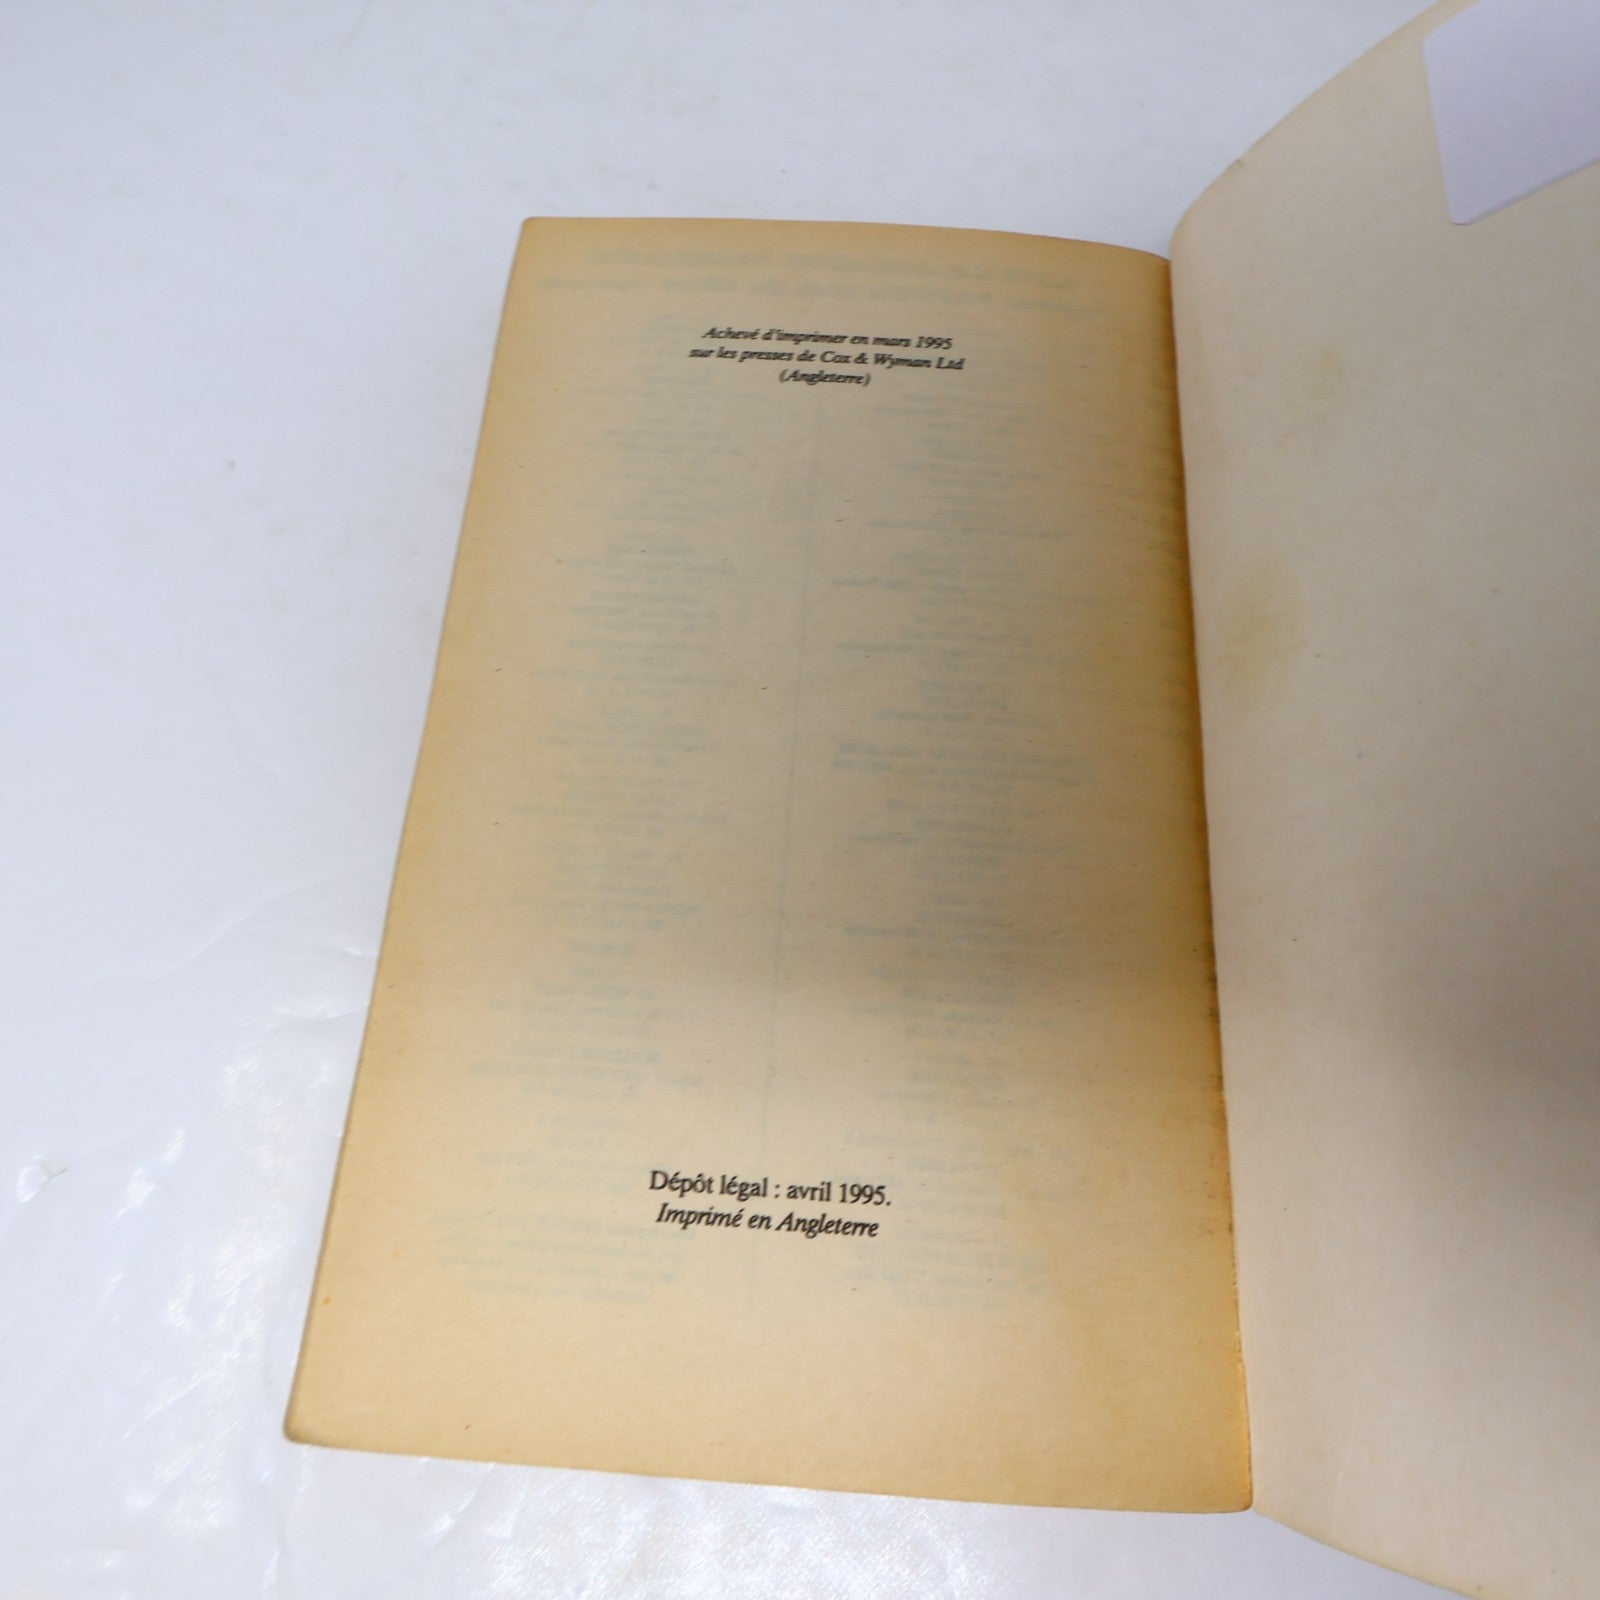 Achevé d'imprimer en mars 1995
sur les presses de Cox & Wyman Ltd
(Angleterre)
Dépôt légal : avril 1995.
Imprimé en Angleterre